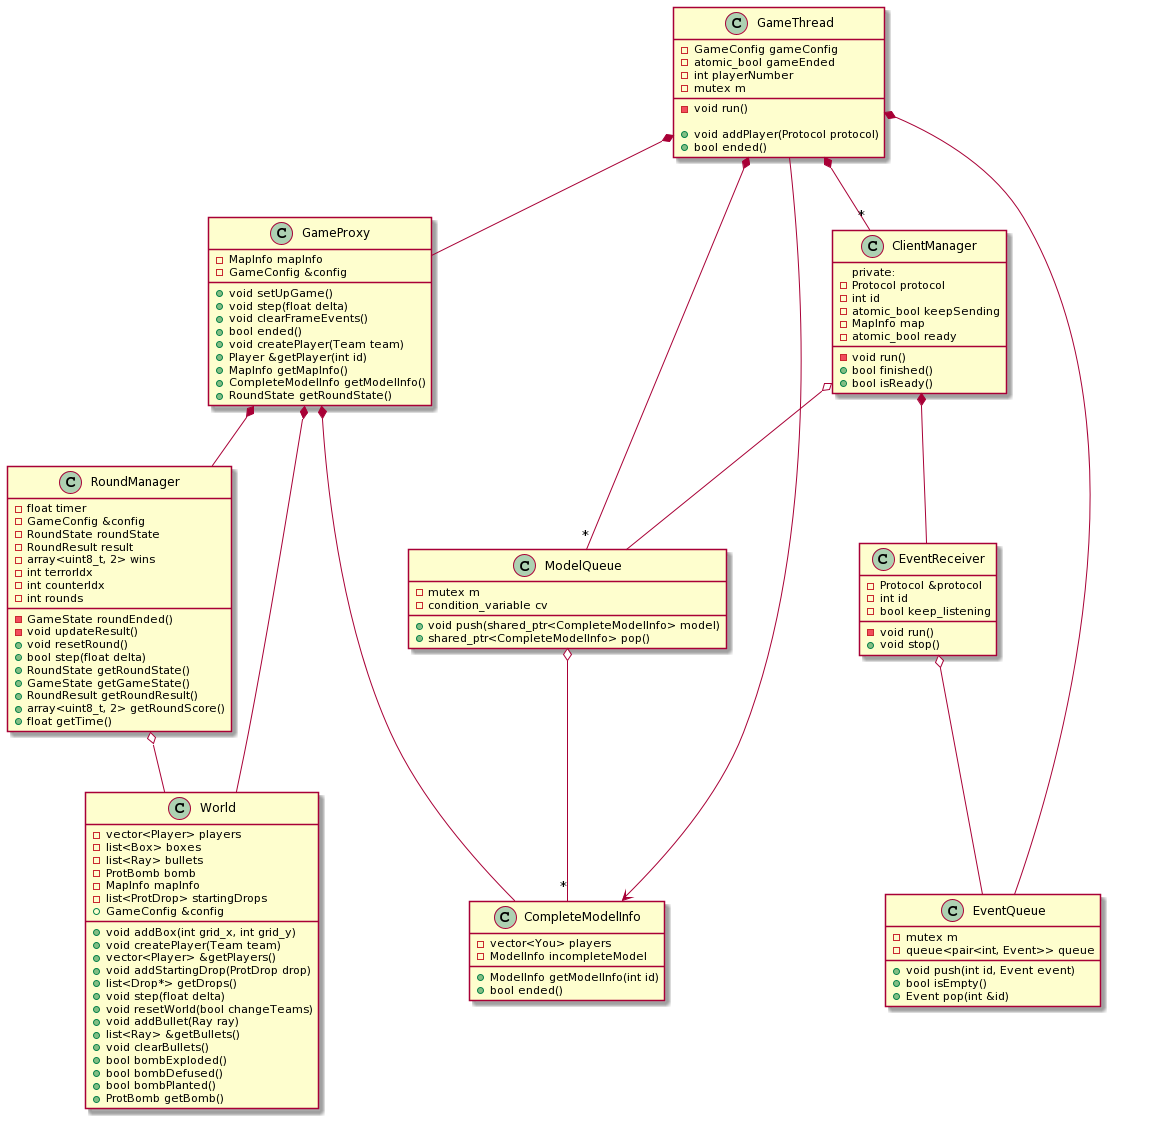 C GameThread
GameConfig gameConfig
atomic_bool gameEnded
int playerNumber
mutex m
void run()
void addPlayer(Protocol protocol)
bool ended()
C GameProxy
MapInfo mapInfo
GameConfig &config
void setUpGame()
void step(float delta)
void clearFrameEvents()
bool ended()
void createPlayer(Team team)
Player &getPlayer(int id)
MapInfo getMapInfo()
CompleteModelInfo getModelInfo()
RoundState getRoundState()
*
C ClientManager
private:
Protocol protocol
int id
atomic_bool keepSending
MapInfo map
atomic_bool ready
void run()
bool finished()
bool isReady()
C RoundManager
float timer
GameConfig &config
RoundState roundState
RoundResult result
array<uint8_t, 2> wins
int terrorIdx
int counterIdx
int rounds
GameState roundEnded()
void updateResult()
void resetRound()
bool step(float delta)
RoundState getRoundState()
GameState getGameState()
RoundResult getRoundResult()
array<uint8_t, 2> getRoundScore()
float getTime()
*
C ModelQueue
mutex m
condition_variable cv
void push(shared_ptr<CompleteModelInfo> model)
shared_ptr<CompleteModelInfo> pop()
C EventReceiver
Protocol &protocol
int id
bool keep_listening
void run()
void stop()
C World
vector<Player> players
list<Box> boxes
list<Ray> bullets
ProtBomb bomb
MapInfo mapInfo
list<ProtDrop> startingDrops
GameConfig &config
void addBox(int grid_x, int grid_y)
void createPlayer(Team team)
vector<Player> &getPlayers()
void addStartingDrop(ProtDrop drop)
list<Drop*> getDrops()
void step(float delta)
void resetWorld(bool changeTeams)
void addBullet(Ray ray)
list<Ray> &getBullets()
void clearBullets()
bool bombExploded()
bool bombDefused()
bool bombPlanted()
ProtBomb getBomb()
*
C CompleteModelInfo
vector<You> players
ModelInfo incompleteModel
ModelInfo getModelInfo(int id)
bool ended()
C EventQueue
mutex m
queue<pair<int, Event>> queue
void push(int id, Event event)
bool isEmpty()
Event pop(int &id)